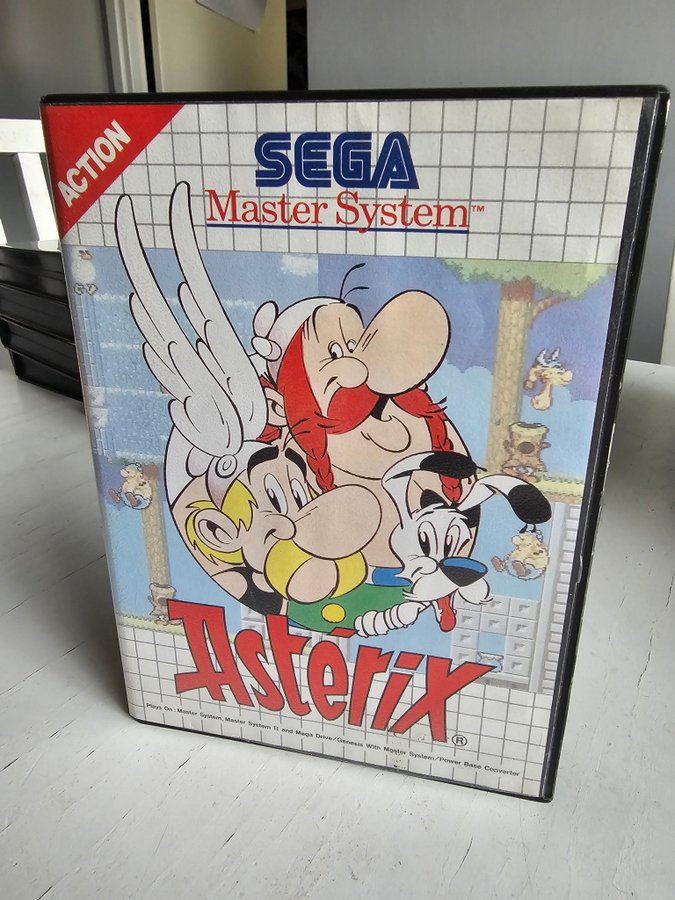 ACTION
SEGA
Master System™
Asterix®
Plays On : Master System, Master System II and Mega Drive/Genesis With Master System/Power Base Converter